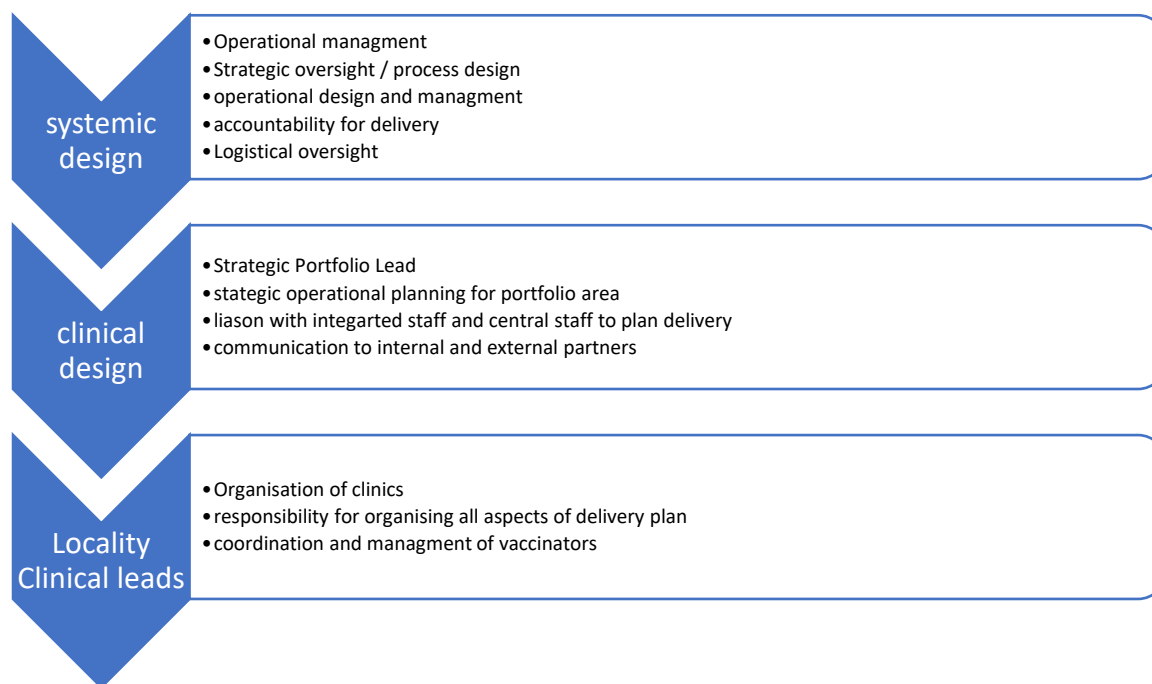 systemic
design
•Operational managment
•Strategic oversight / process design
•operational design and managment
•accountability for delivery
•Logistical oversight
clinical
design
•Strategic Portfolio Lead
•stategic operational planning for portfolio area
•liason with integarted staff and central staff to plan delivery
•communication to internal and external partners
Locality
Clinical leads
•Organisation of clinics
•responsibility for organising all aspects of delivery plan
•coordination and managment of vaccinators